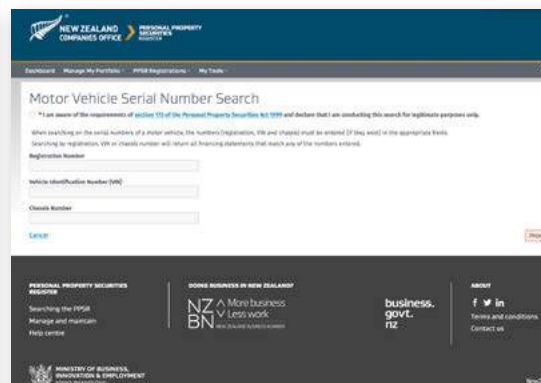 NEW ZEALAND
COMPANIES OFFICE
PERSONAL PROPERTY
SECURITIES
REGISTER
Dashboard Manage My Portfolio PPSR Registrations My Tools
Motor Vehicle Serial Number Search
* I am aware of the requirements of section 173 of the Personal Property Securities Act 1999 and declare that I am conducting this search for legitimate purposes only.
When searching on the serial numbers of a motor vehicle, the numbers (registration, VIN and chassis) must be entered (if they exist) in the appropriate fields.
Searching by registration, VIN or chassis number will return all financing statements that match any of the numbers entered.
Registration Number
Vehicle Identification Number (VIN)
Chassis Number
Cancel
PERSONAL PROPERTY SECURITIES
REGISTER
Searching the PPSR
Manage and maintain
Help centre
DOING BUSINESS IN NEW ZEALAND?
NZ
BN
More business
Less work
NEW ZEALAND BUSINESS NUMBER
business.
govt.
nz
ABOUT
Terms and conditions
Contact us
MINISTRY OF BUSINESS,
INNOVATION & EMPLOYMENT